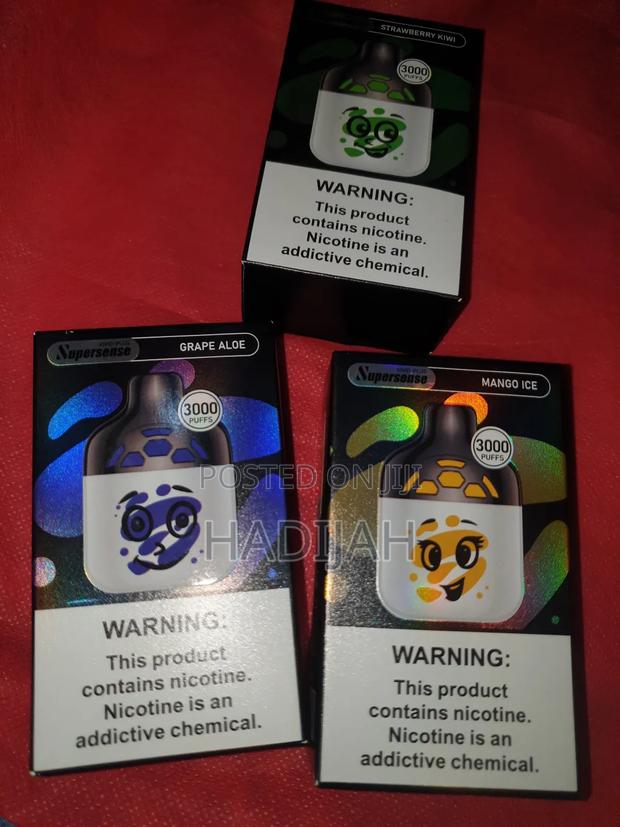 STRAWBERRY KIWI
3000
PUFFS
WARNING:
This product
contains nicotine.
Nicotine is an
addictive chemical.
Supersense
GRAPE ALOE
3000
PUFFS
WARNING:
This product
contains nicotine.
Nicotine is an
addictive chemical.
Supersense
MANGO ICE
3000
PUFFS
WARNING:
This product
contains nicotine.
Nicotine is an
addictive chemical.
POSTED ON
HADIJAH